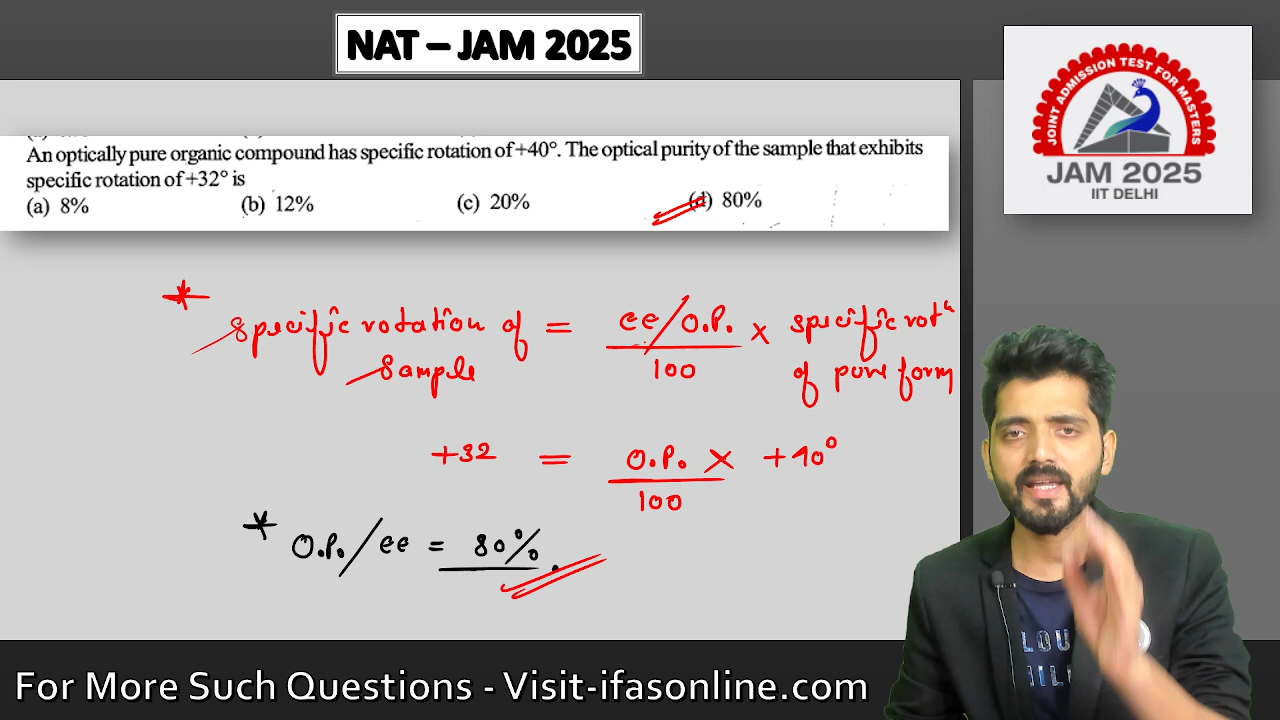 NAT – JAM 2025
JOINT ADMISSION TEST FOR MASTERS
JAM 2025
IIT DELHI
An optically pure organic compound has specific rotation of +40°. The optical purity of the sample that exhibits
specific rotation of +32° is
(a) 8% (b) 12% (c) 20% (d) 80%
* specific rotation of = ee/O.P. × specific rotⁿ
sample 100 of pure form
+32 = O.P. × +40°
100
* O.P./ee = 80%.
For More Such Questions - Visit-ifasonline.com